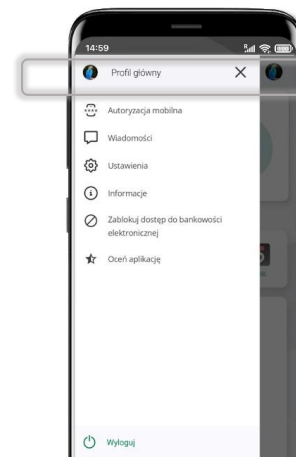 14:59
Profil główny
Autoryzacja mobilna
Wiadomości
Ustawienia
Informacje
Zablokuj dostęp do bankowości
elektronicznej
Oceń aplikację
Wyloguj